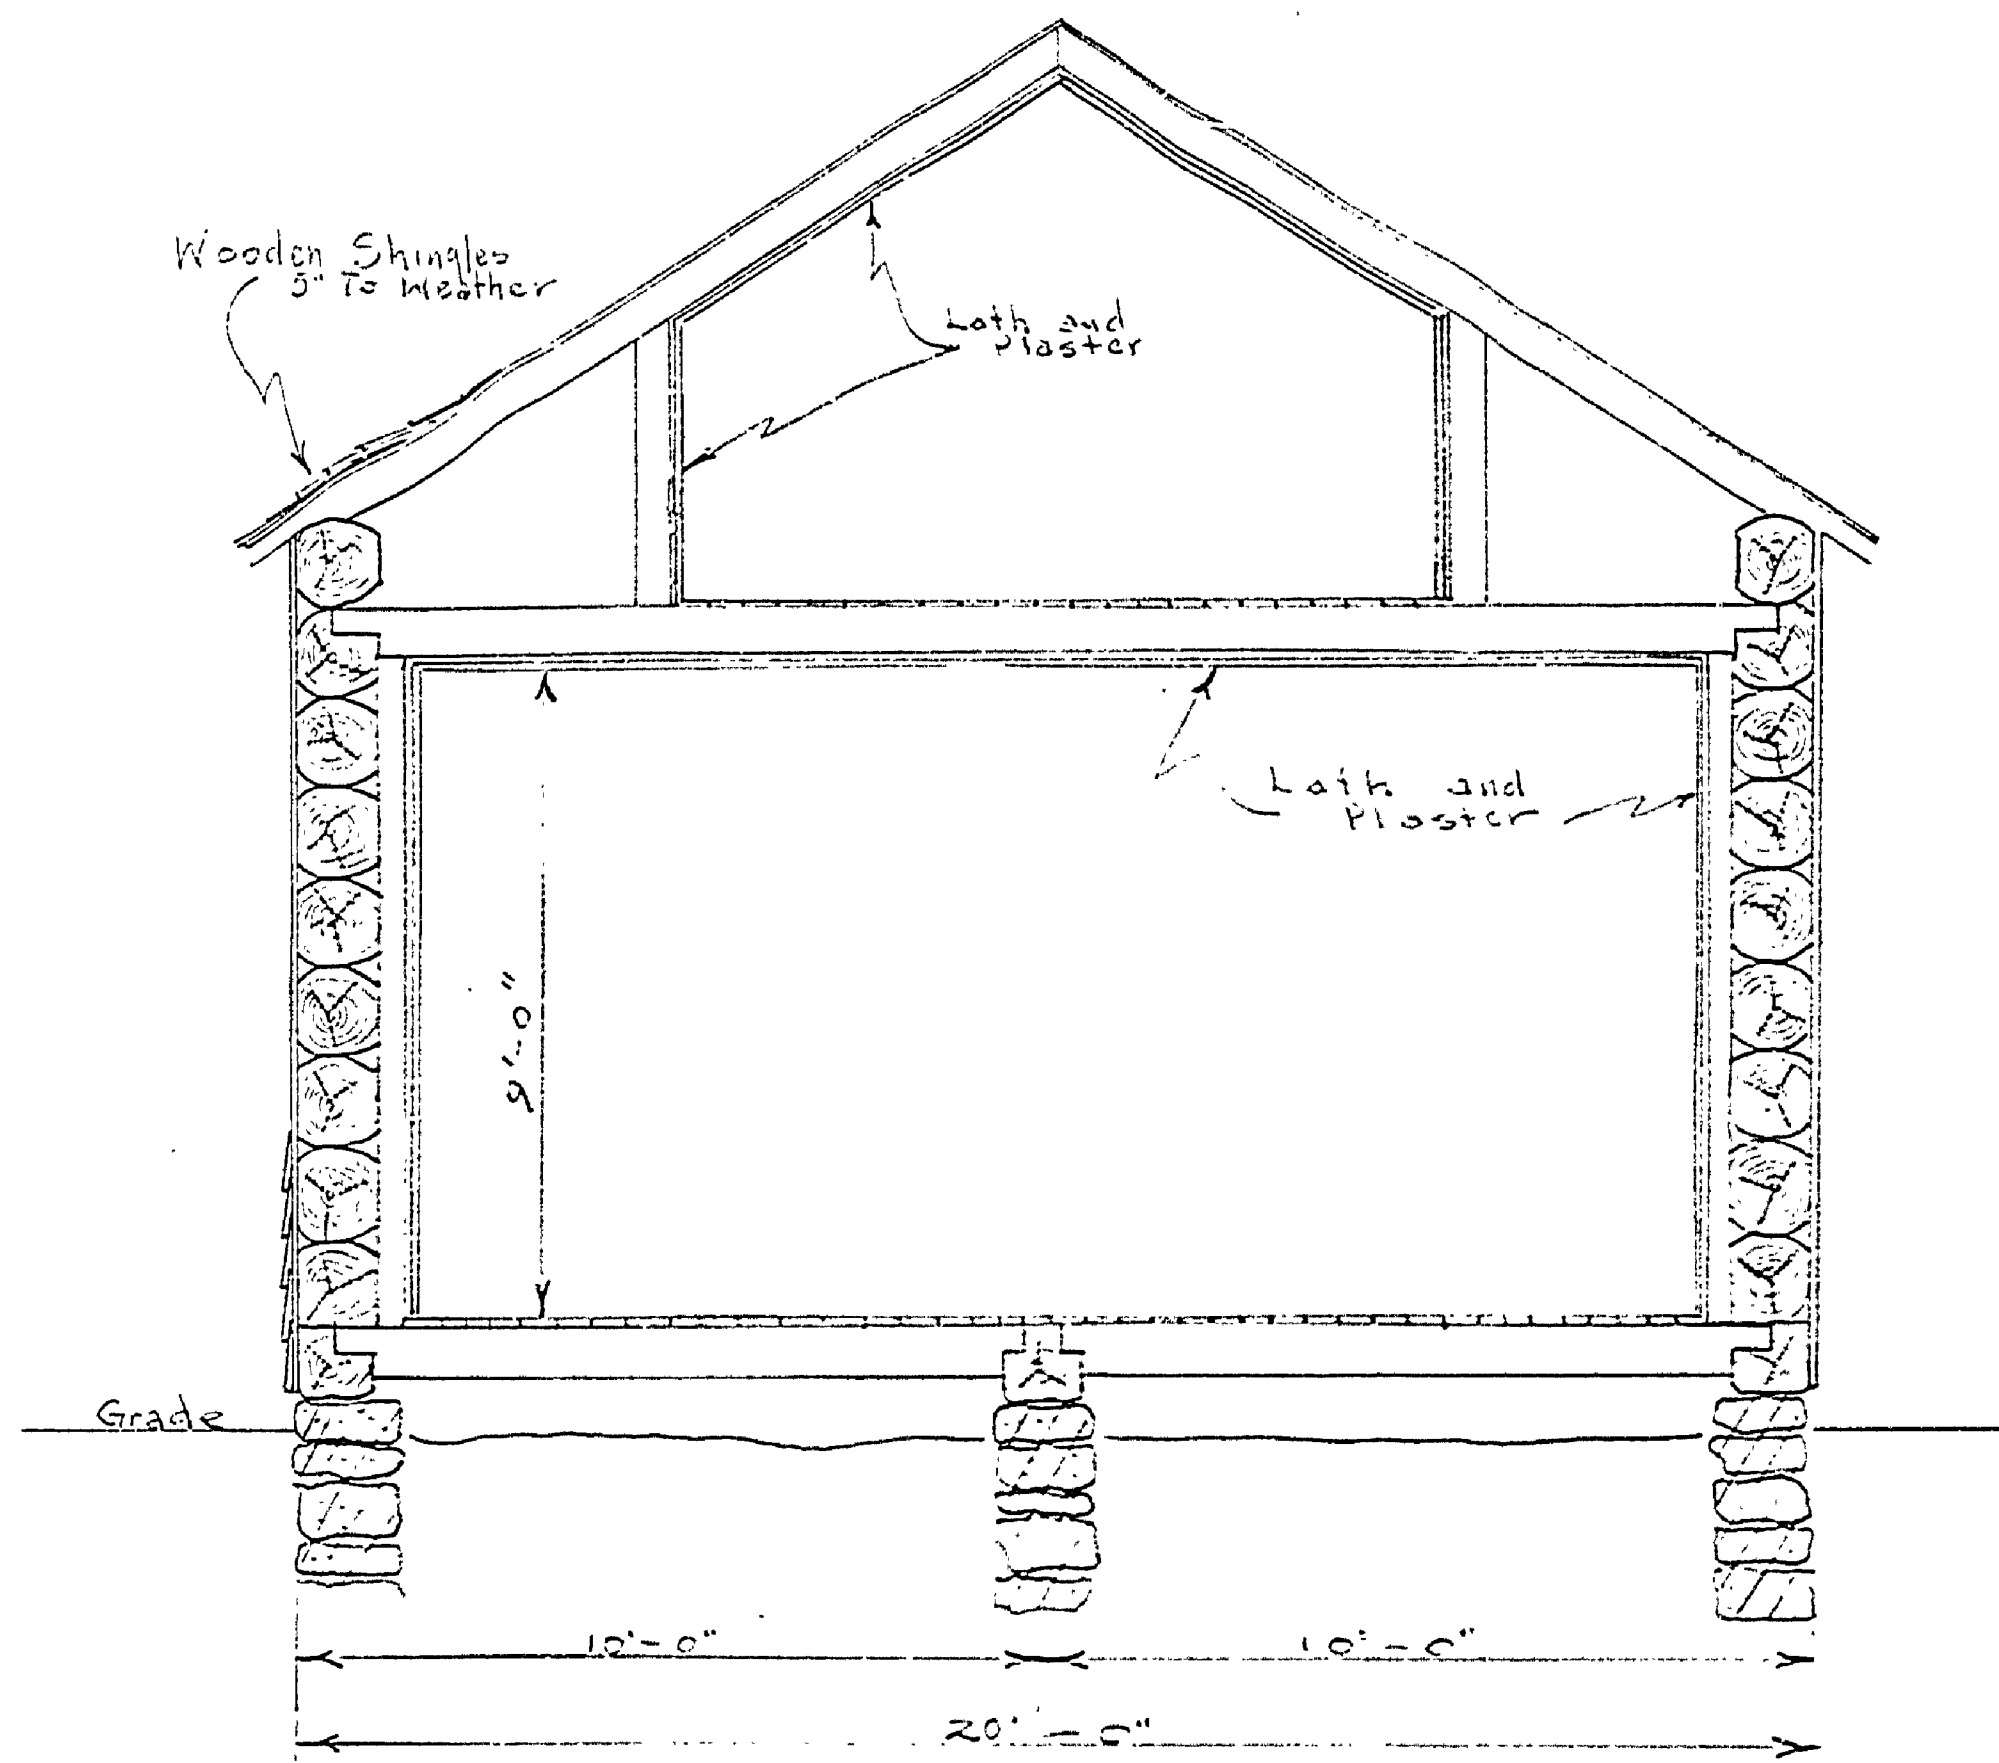 Wooden Shingles
5" To Weather
Lath and
Plaster
Lath and
Plaster
9'-0"
Grade
10'-0"
10'-0"
20'-0"